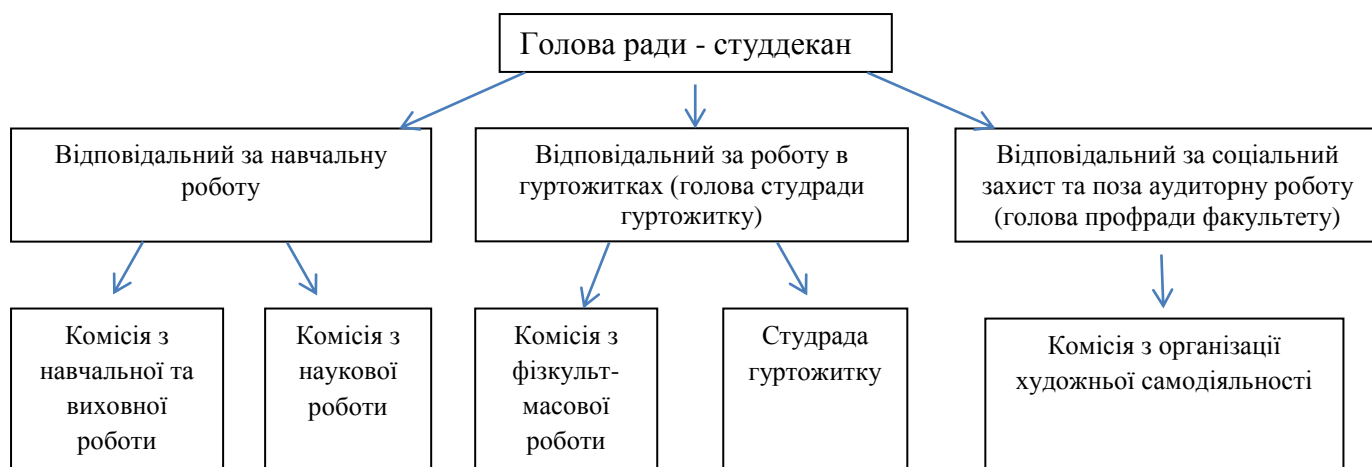 Голова ради - студдекан
Відповідальний за навчальну
роботу
Відповідальний за роботу в
гуртожитках (голова студради
гуртожитку)
Відповідальний за соціальний
захист та поза аудиторну роботу
(голова профради факультету)
Комісія з
навчальної та
виховної
роботи
Комісія з
наукової
роботи
Комісія з
фізкульт-
масової
роботи
Студрада
гуртожитку
Комісія з організації
художньої самодіяльності